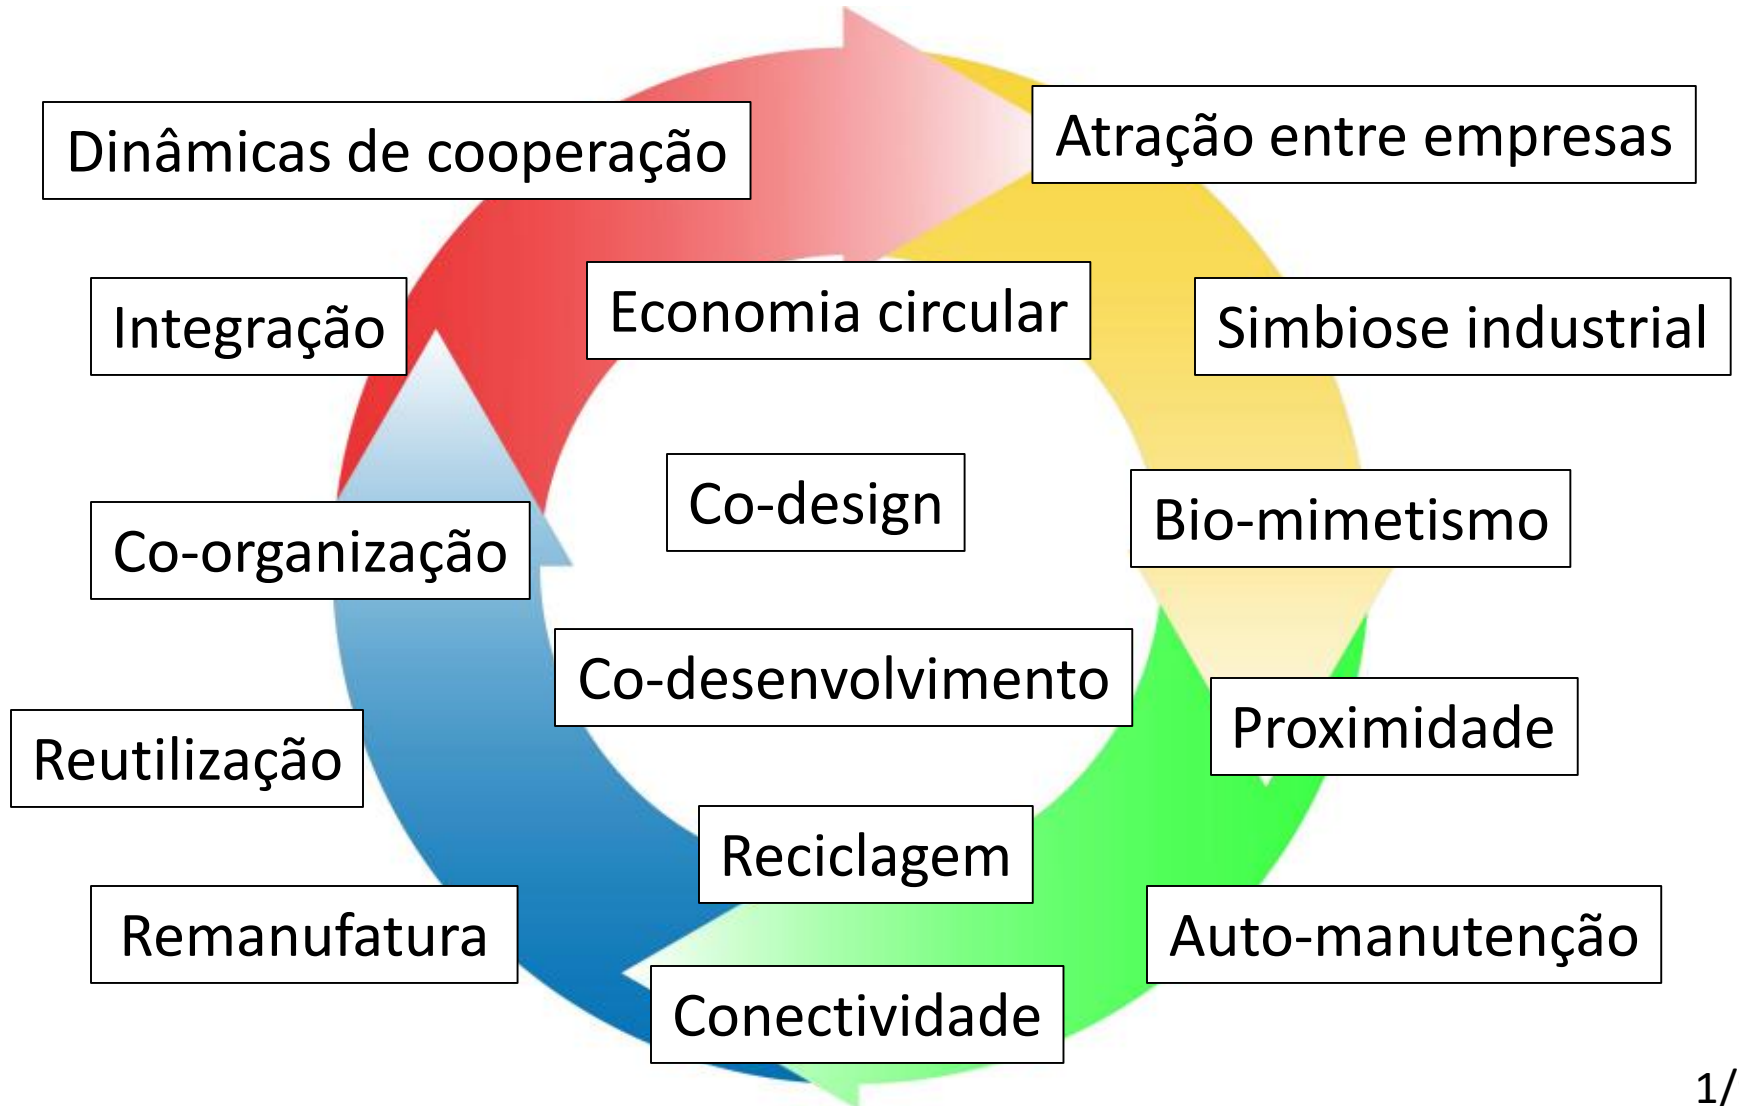 Dinâmicas de cooperação
Atração entre empresas
Integração
Economia circular
Simbiose industrial
Co-design
Bio-mimetismo
Co-organização
Co-desenvolvimento
Proximidade
Reutilização
Reciclagem
Remanufatura
Auto-manutenção
Conectividade
1/